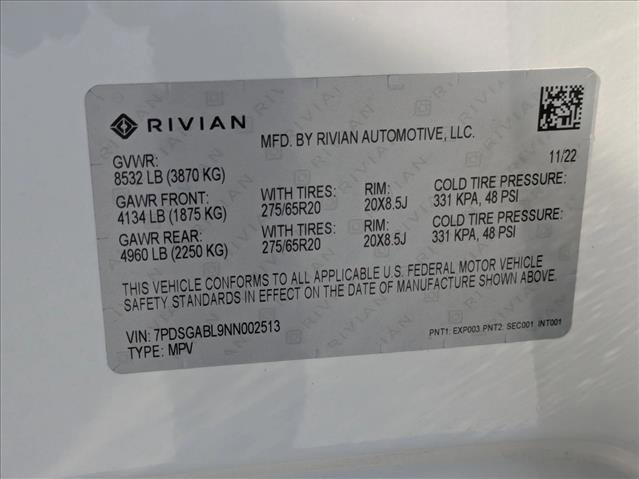 RIVIAN MFD. BY RIVIAN AUTOMOTIVE, LLC.
GVWR: 11/22
8532 LB (3870 KG)
GAWR FRONT: WITH TIRES: RIM: COLD TIRE PRESSURE:
4134 LB (1875 KG) 275/65R20 20X8.5J 331 KPA, 48 PSI
GAWR REAR: WITH TIRES: RIM: COLD TIRE PRESSURE:
4960 LB (2250 KG) 275/65R20 20X8.5J 331 KPA, 48 PSI
THIS VEHICLE CONFORMS TO ALL APPLICABLE U.S. FEDERAL MOTOR VEHICLE
SAFETY STANDARDS IN EFFECT ON THE DATE OF MANUFACTURE SHOWN ABOVE.
VIN: 7PDSGABL9NN002513 PNT1: EXP003 PNT2: SEC001 INT001
TYPE: MPV